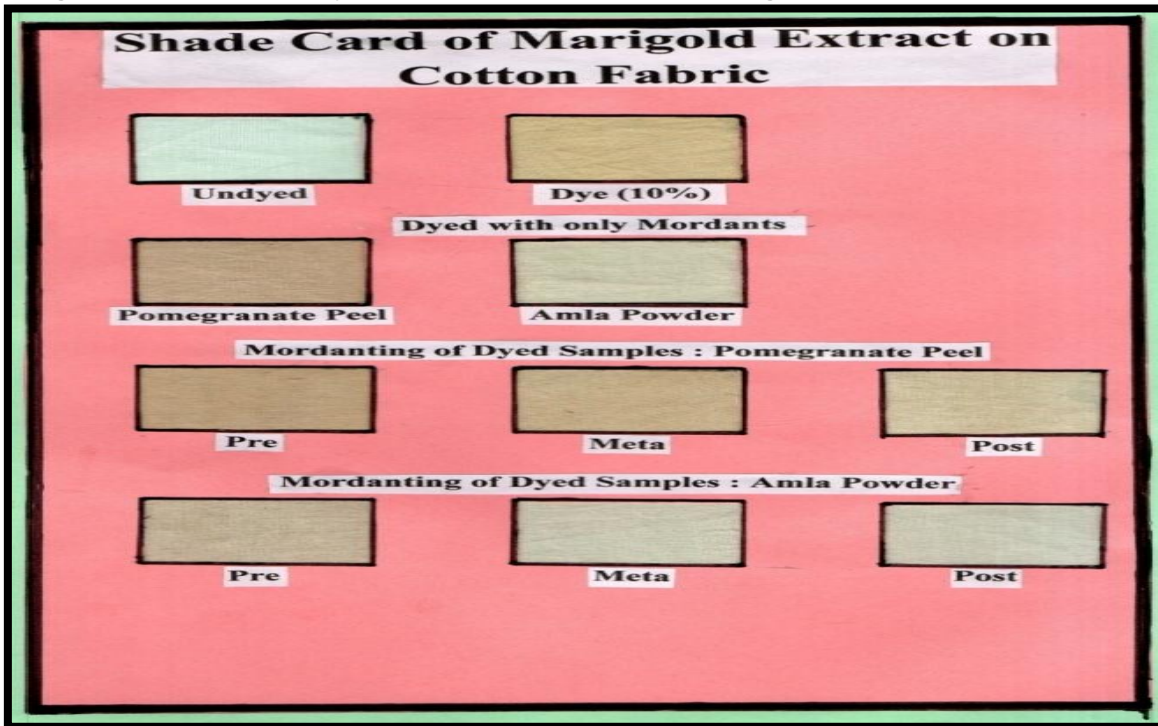 Shade Card of Marigold Extract on
Cotton Fabric
Undyed
Dye (10%)
Dyed with only Mordants
Pomegranate Peel
Amla Powder
Mordanting of Dyed Samples : Pomegranate Peel
Pre
Meta
Post
Mordanting of Dyed Samples : Amla Powder
Pre
Meta
Post